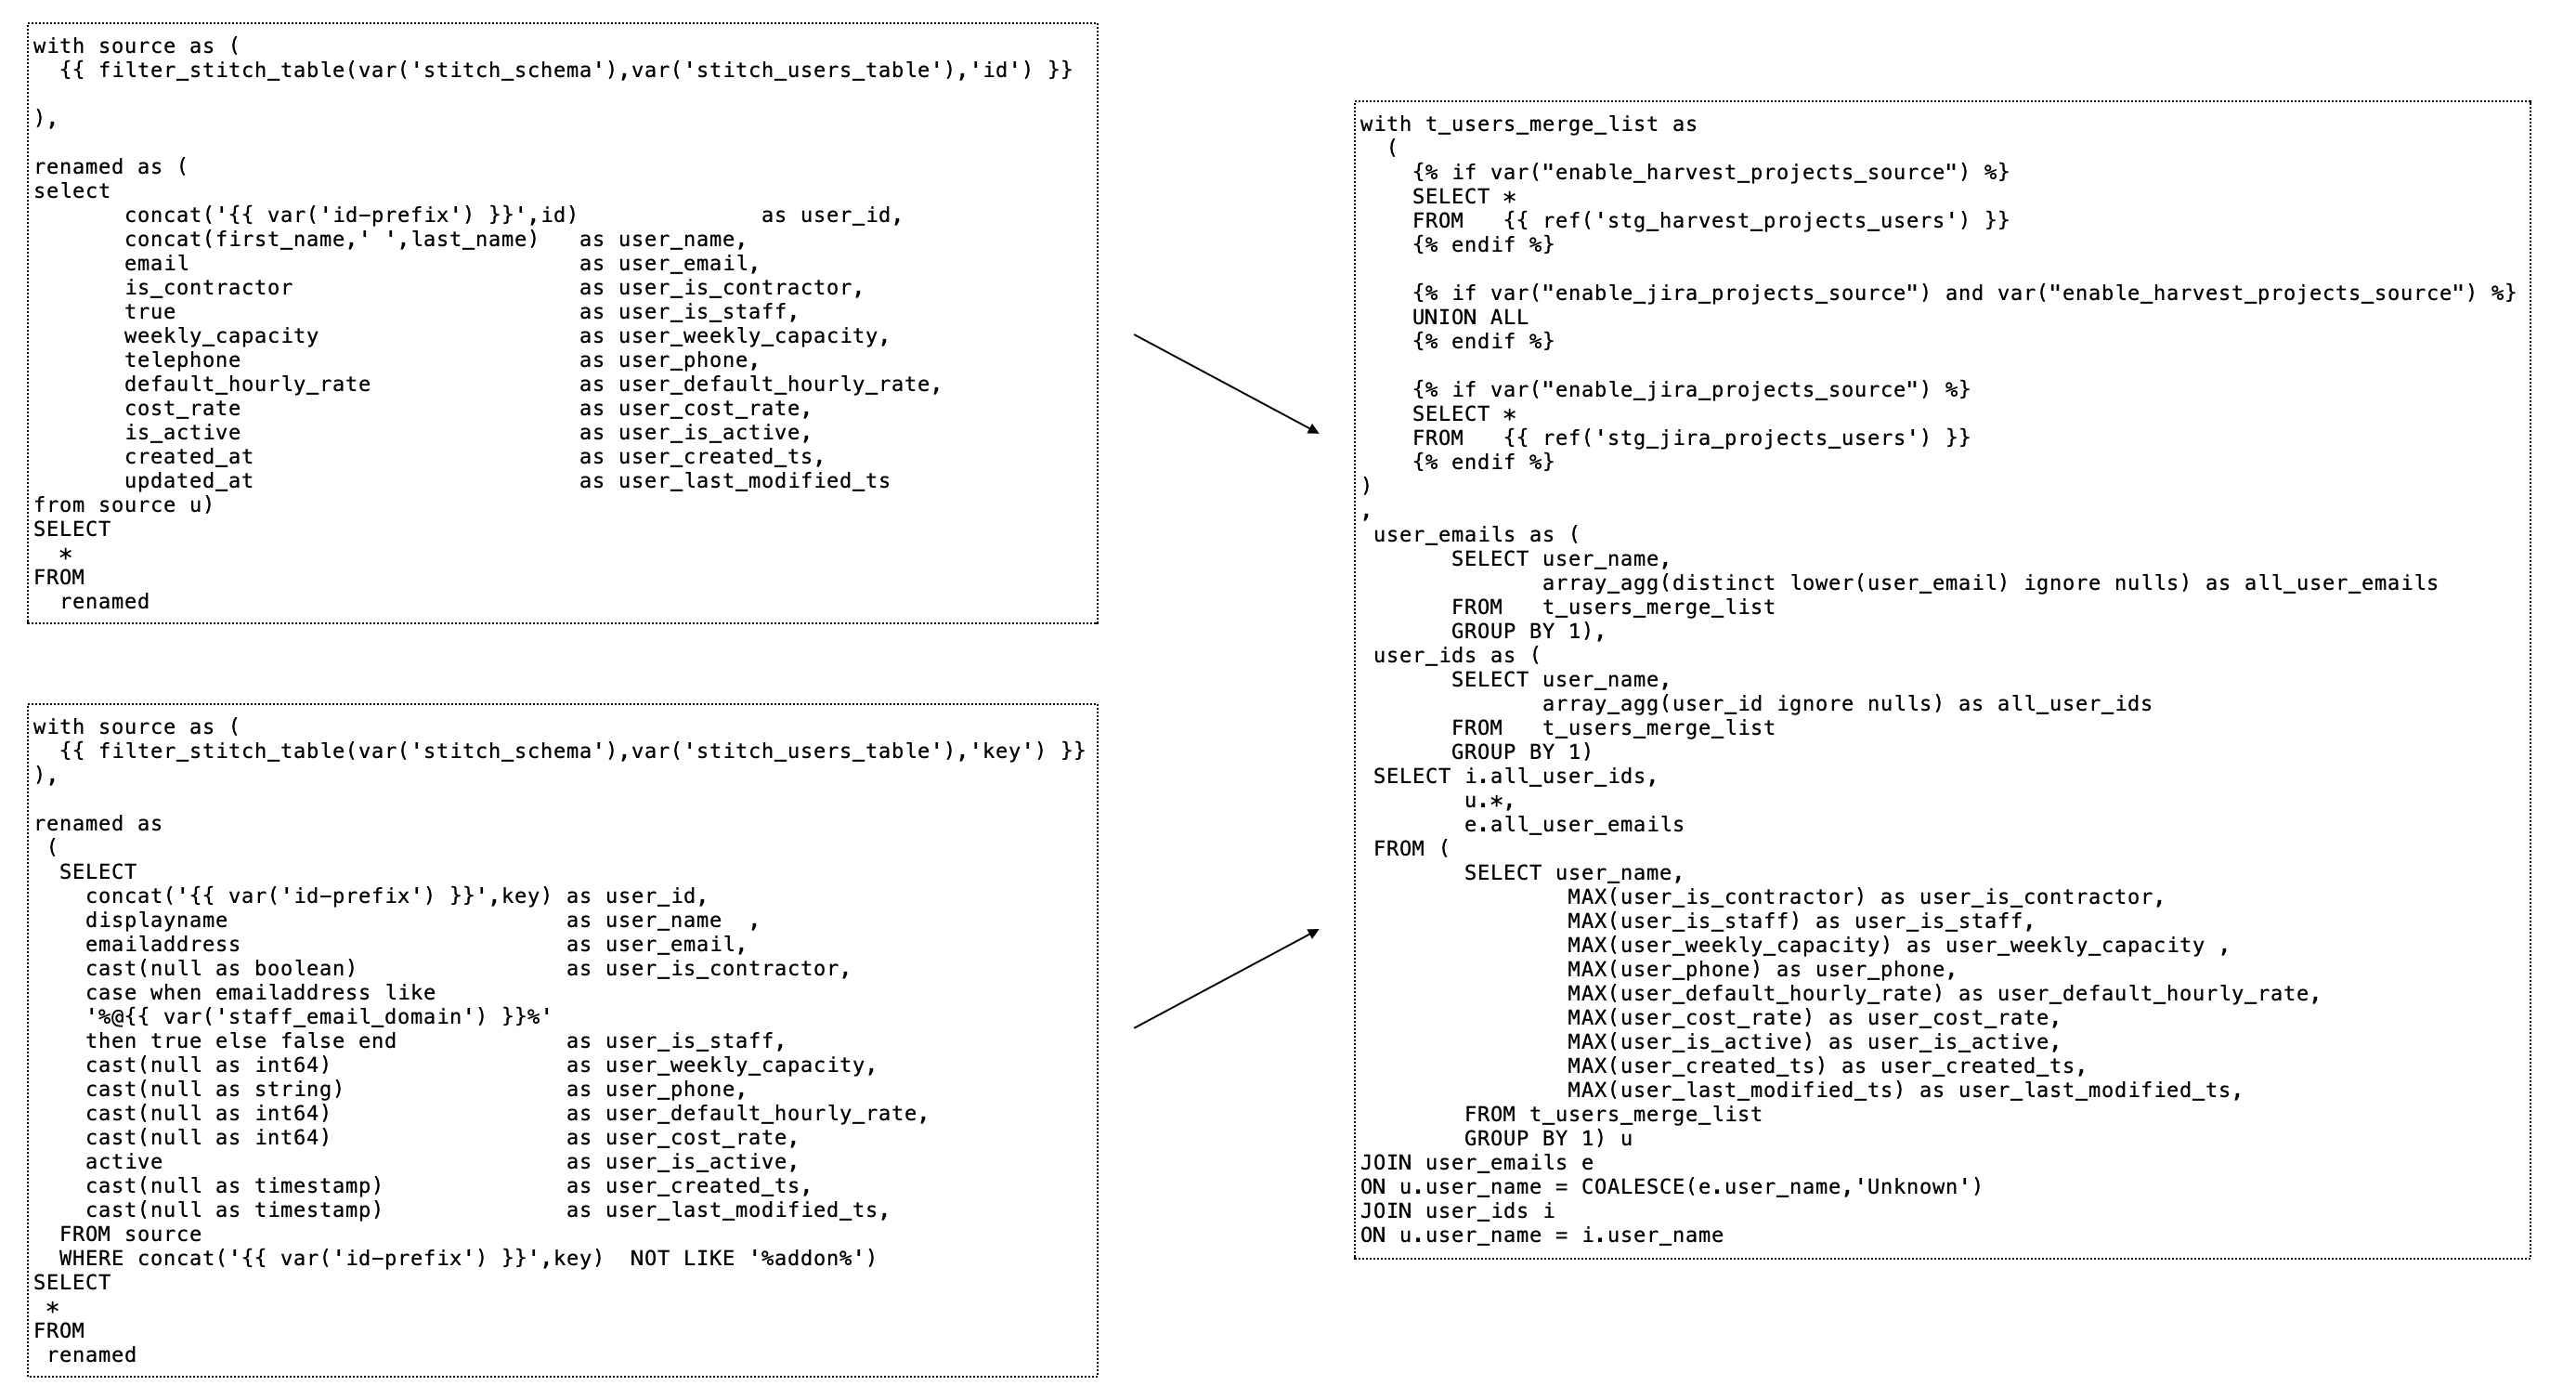 with source as (
  {{ filter_stitch_table(var('stitch_schema'),var('stitch_users_table'),'id') }}

),

renamed as (
select
       concat('{{ var('id-prefix') }}',id)              as user_id,
       concat(first_name,' ',last_name)   as user_name,
       email                              as user_email,
       is_contractor                      as user_is_contractor,
       true                               as user_is_staff,
       weekly_capacity                    as user_weekly_capacity,
       telephone                          as user_phone,
       default_hourly_rate                as user_default_hourly_rate,
       cost_rate                          as user_cost_rate,
       is_active                          as user_is_active,
       created_at                         as user_created_ts,
       updated_at                         as user_last_modified_ts
from source u)
SELECT
  *
FROM
  renamed

with source as (
  {{ filter_stitch_table(var('stitch_schema'),var('stitch_users_table'),'key') }}
),

renamed as
 (
  SELECT
    concat('{{ var('id-prefix') }}',key) as user_id,
    displayname                          as user_name  ,
    emailaddress                         as user_email,
    cast(null as boolean)                as user_is_contractor,
    case when emailaddress like
    '%@{{ var('staff_email_domain') }}%'
    then true else false end             as user_is_staff,
    cast(null as int64)                  as user_weekly_capacity,
    cast(null as string)                 as user_phone,
    cast(null as int64)                  as user_default_hourly_rate,
    cast(null as int64)                  as user_cost_rate,
    active                               as user_is_active,
    cast(null as timestamp)              as user_created_ts,
    cast(null as timestamp)              as user_last_modified_ts,
  FROM source
  WHERE concat('{{ var('id-prefix') }}',key)  NOT LIKE '%addon%')
SELECT
 *
FROM
 renamed

with t_users_merge_list as
  (
    {% if var("enable_harvest_projects_source") %}
    SELECT *
    FROM   {{ ref('stg_harvest_projects_users') }}
    {% endif %}

    {% if var("enable_jira_projects_source") and var("enable_harvest_projects_source") %}
    UNION ALL
    {% endif %}

    {% if var("enable_jira_projects_source") %}
    SELECT *
    FROM   {{ ref('stg_jira_projects_users') }}
    {% endif %}
)
,
 user_emails as (
       SELECT user_name,
              array_agg(distinct lower(user_email) ignore nulls) as all_user_emails
       FROM   t_users_merge_list
       GROUP BY 1),
 user_ids as (
       SELECT user_name,
              array_agg(user_id ignore nulls) as all_user_ids
       FROM   t_users_merge_list
       GROUP BY 1)
 SELECT i.all_user_ids,
        u.*,
        e.all_user_emails
 FROM (
        SELECT user_name,
                MAX(user_is_contractor) as user_is_contractor,
                MAX(user_is_staff) as user_is_staff,
                MAX(user_weekly_capacity) as user_weekly_capacity ,
                MAX(user_phone) as user_phone,
                MAX(user_default_hourly_rate) as user_default_hourly_rate,
                MAX(user_cost_rate) as user_cost_rate,
                MAX(user_is_active) as user_is_active,
                MAX(user_created_ts) as user_created_ts,
                MAX(user_last_modified_ts) as user_last_modified_ts,
        FROM t_users_merge_list
        GROUP BY 1) u
JOIN user_emails e
ON u.user_name = COALESCE(e.user_name,'Unknown')
JOIN user_ids i
ON u.user_name = i.user_name